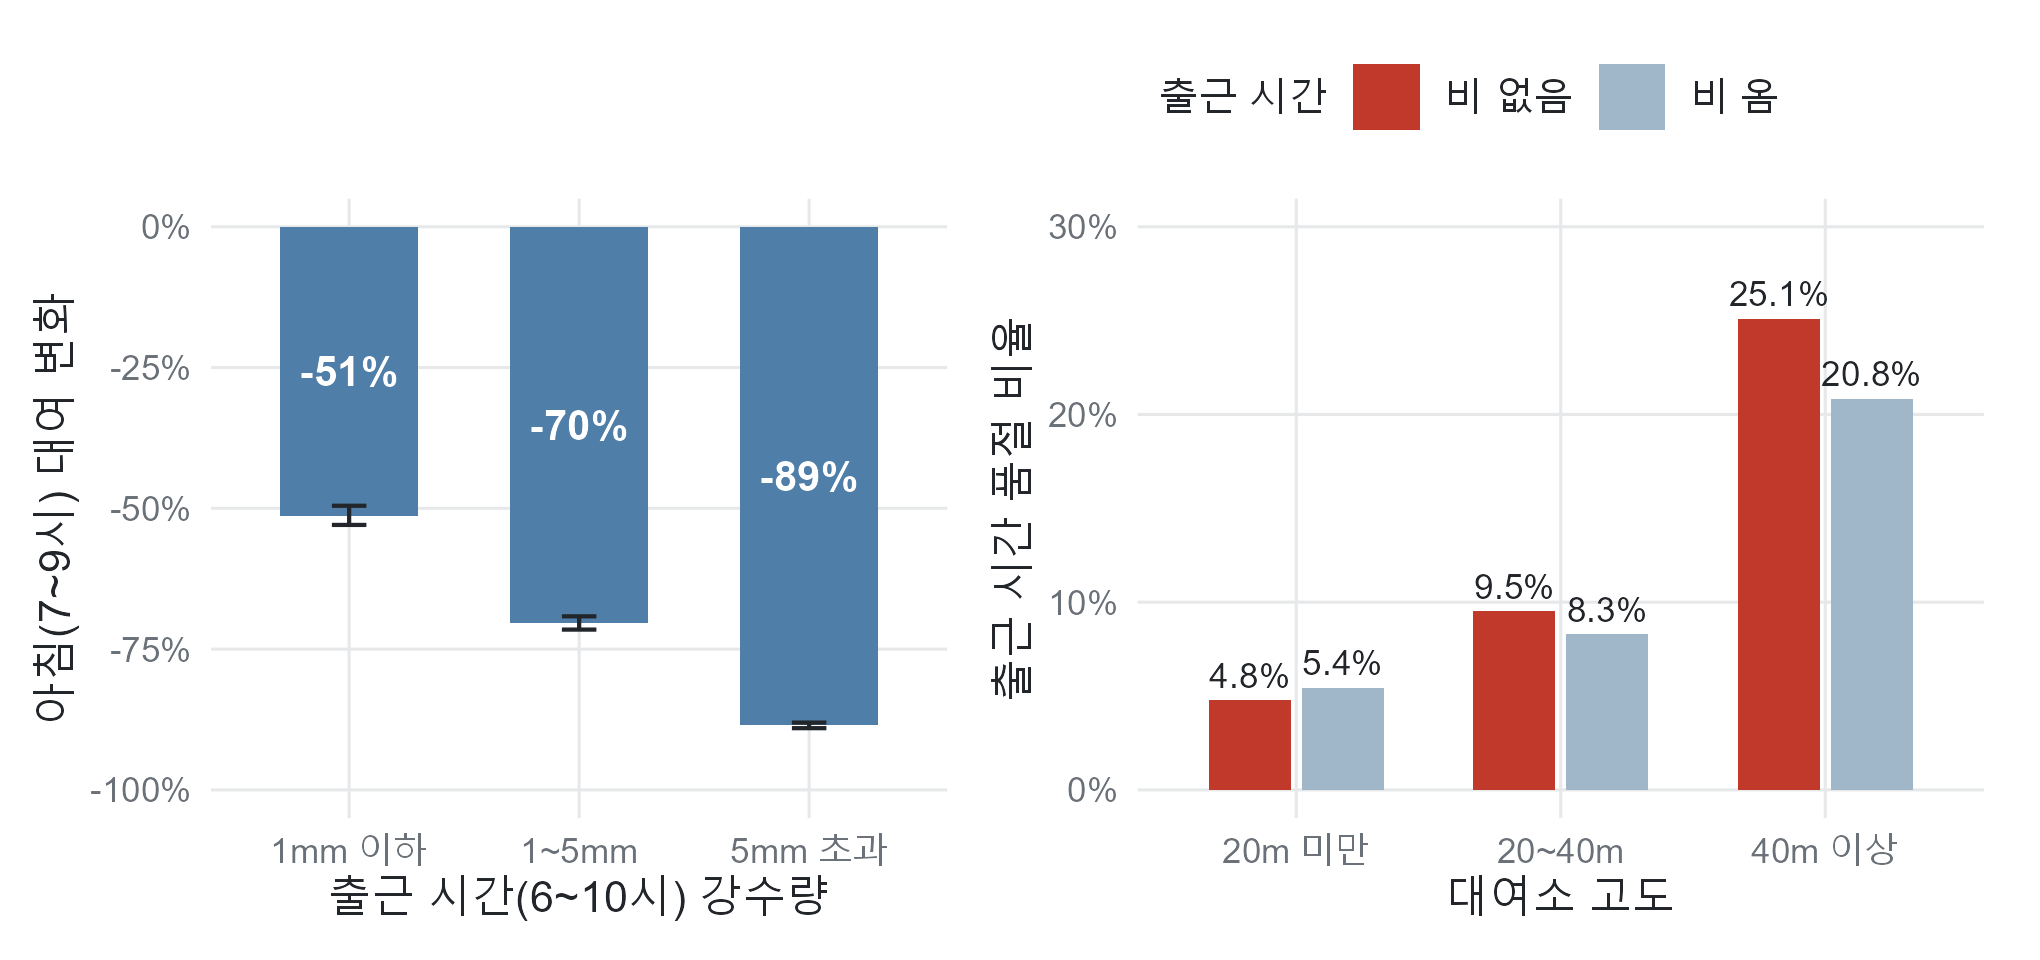 출근 시간 비 없음 비 옴
아침(7~9시) 대여 변화
0%
-25%
-50%
-75%
-100%
-51%
-70%
-89%
1mm 이하 1~5mm 5mm 초과
출근 시간(6~10시) 강수량
출근 시간 품절 비율
30%
20%
10%
0%
4.8% 5.4%
9.5% 8.3%
25.1% 20.8%
20m 미만 20~40m 40m 이상
대여소 고도